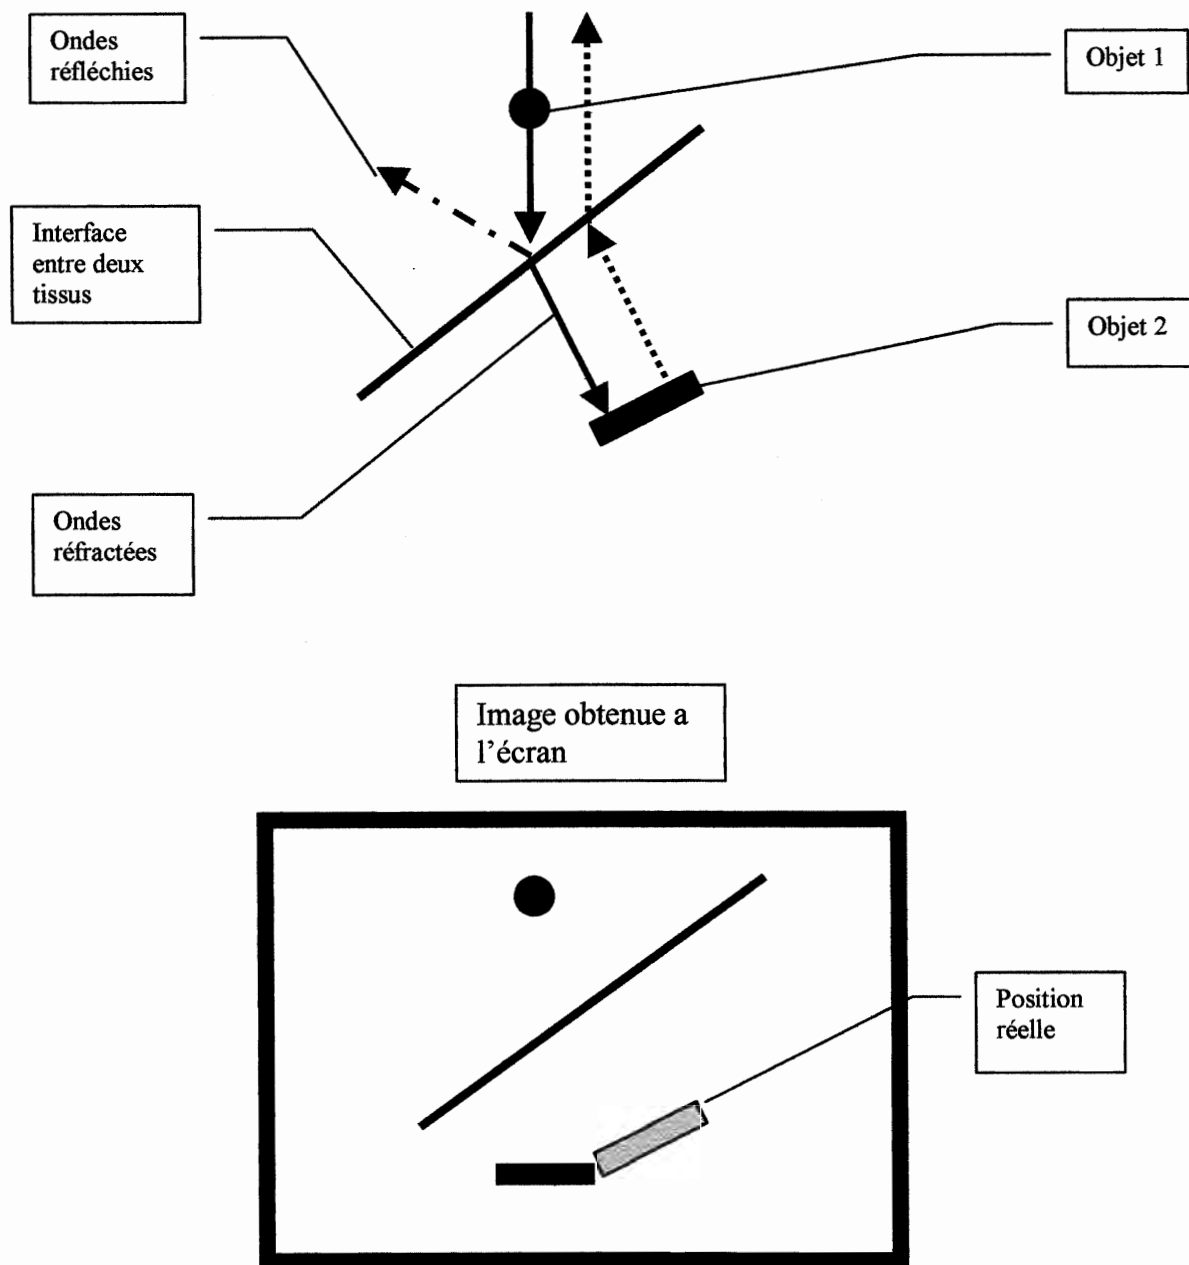 Ondes
réfléchies
Objet 1
Interface
entre deux
tissus
Objet 2
Ondes
réfractées
Image obtenue a
l'écran
Position
réelle